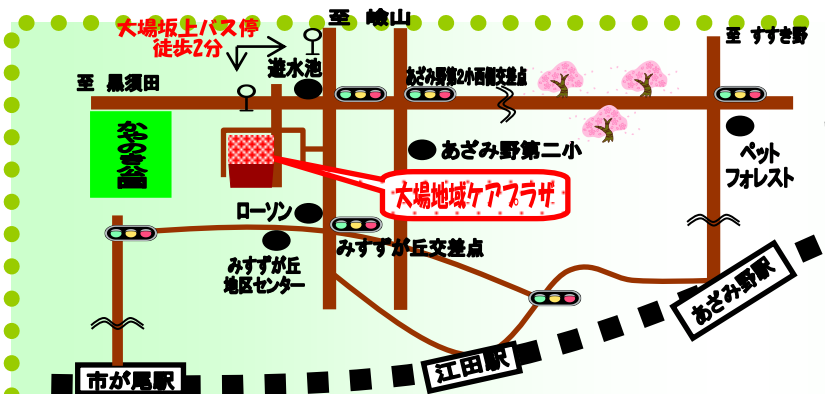 至 嶮山
大場坂上バス停
徒歩2分
至 すすき野
遊水池
あざみ野第2小西側交差点
至 黒須田
かやのき公園
あざみ野第二小
ペット
フォレスト
大場地域ケアプラザ
ローソン
みすずが丘交差点
みすずが丘
地区センター
あざみ野駅
江田駅
市が尾駅